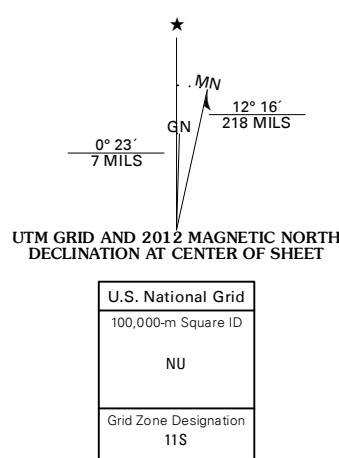 ★
MN
GN
12° 16´
218 MILS
0° 23´
7 MILS
UTM GRID AND 2012 MAGNETIC NORTH
DECLINATION AT CENTER OF SHEET
U.S. National Grid
100,000-m Square ID
NU
Grid Zone Designation
11S